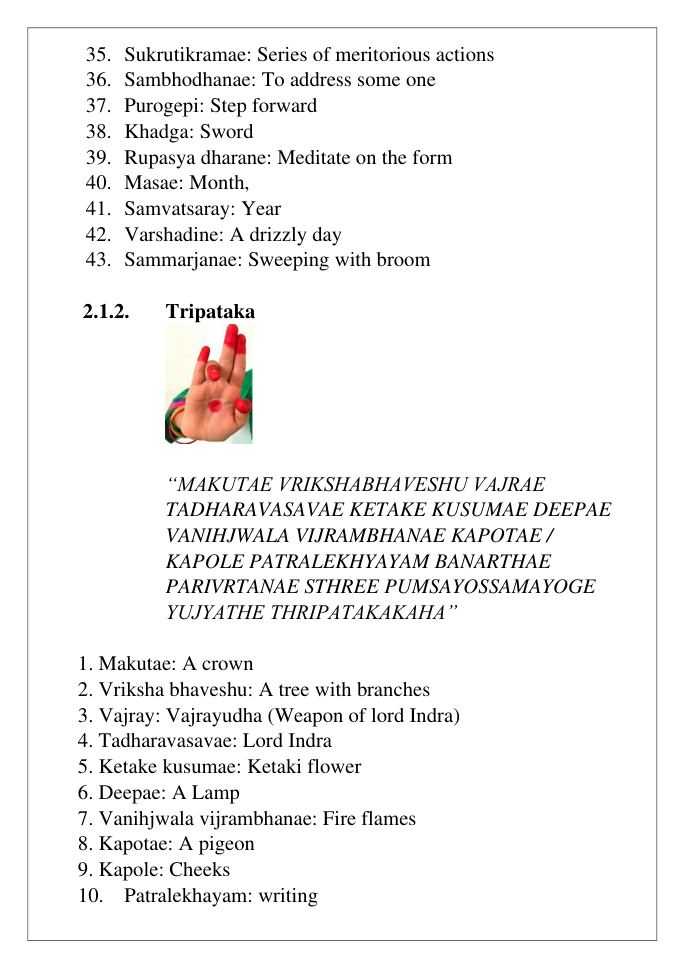 35. Sukrutikramae: Series of meritorious actions
36. Sambhodhanae: To address some one
37. Purogepi: Step forward
38. Khadga: Sword
39. Rupasya dharane: Meditate on the form
40. Masae: Month,
41. Samvatsaray: Year
42. Varshadine: A drizzly day
43. Sammarjanae: Sweeping with broom
2.1.2. Tripataka
“MAKUTAE VRIKSHABHAVESHU VAJRAE
TADHARAVASAVAE KETAKE KUSUMAE DEEPAE
VANIHJWALA VIJRAMBHANAE KAPOTAE /
KAPOLE PATRALEKHYAYAM BANARTHAE
PARIVRTANAE STHREE PUMSAYOSSAMAYOGE
YUJYATHE THRIPATAKAKAHA”
1. Makutae: A crown
2. Vriksha bhaveshu: A tree with branches
3. Vajray: Vajrayudha (Weapon of lord Indra)
4. Tadharavasavae: Lord Indra
5. Ketake kusumae: Ketaki flower
6. Deepae: A Lamp
7. Vanihjwala vijrambhanae: Fire flames
8. Kapotae: A pigeon
9. Kapole: Cheeks
10. Patralekhayam: writing